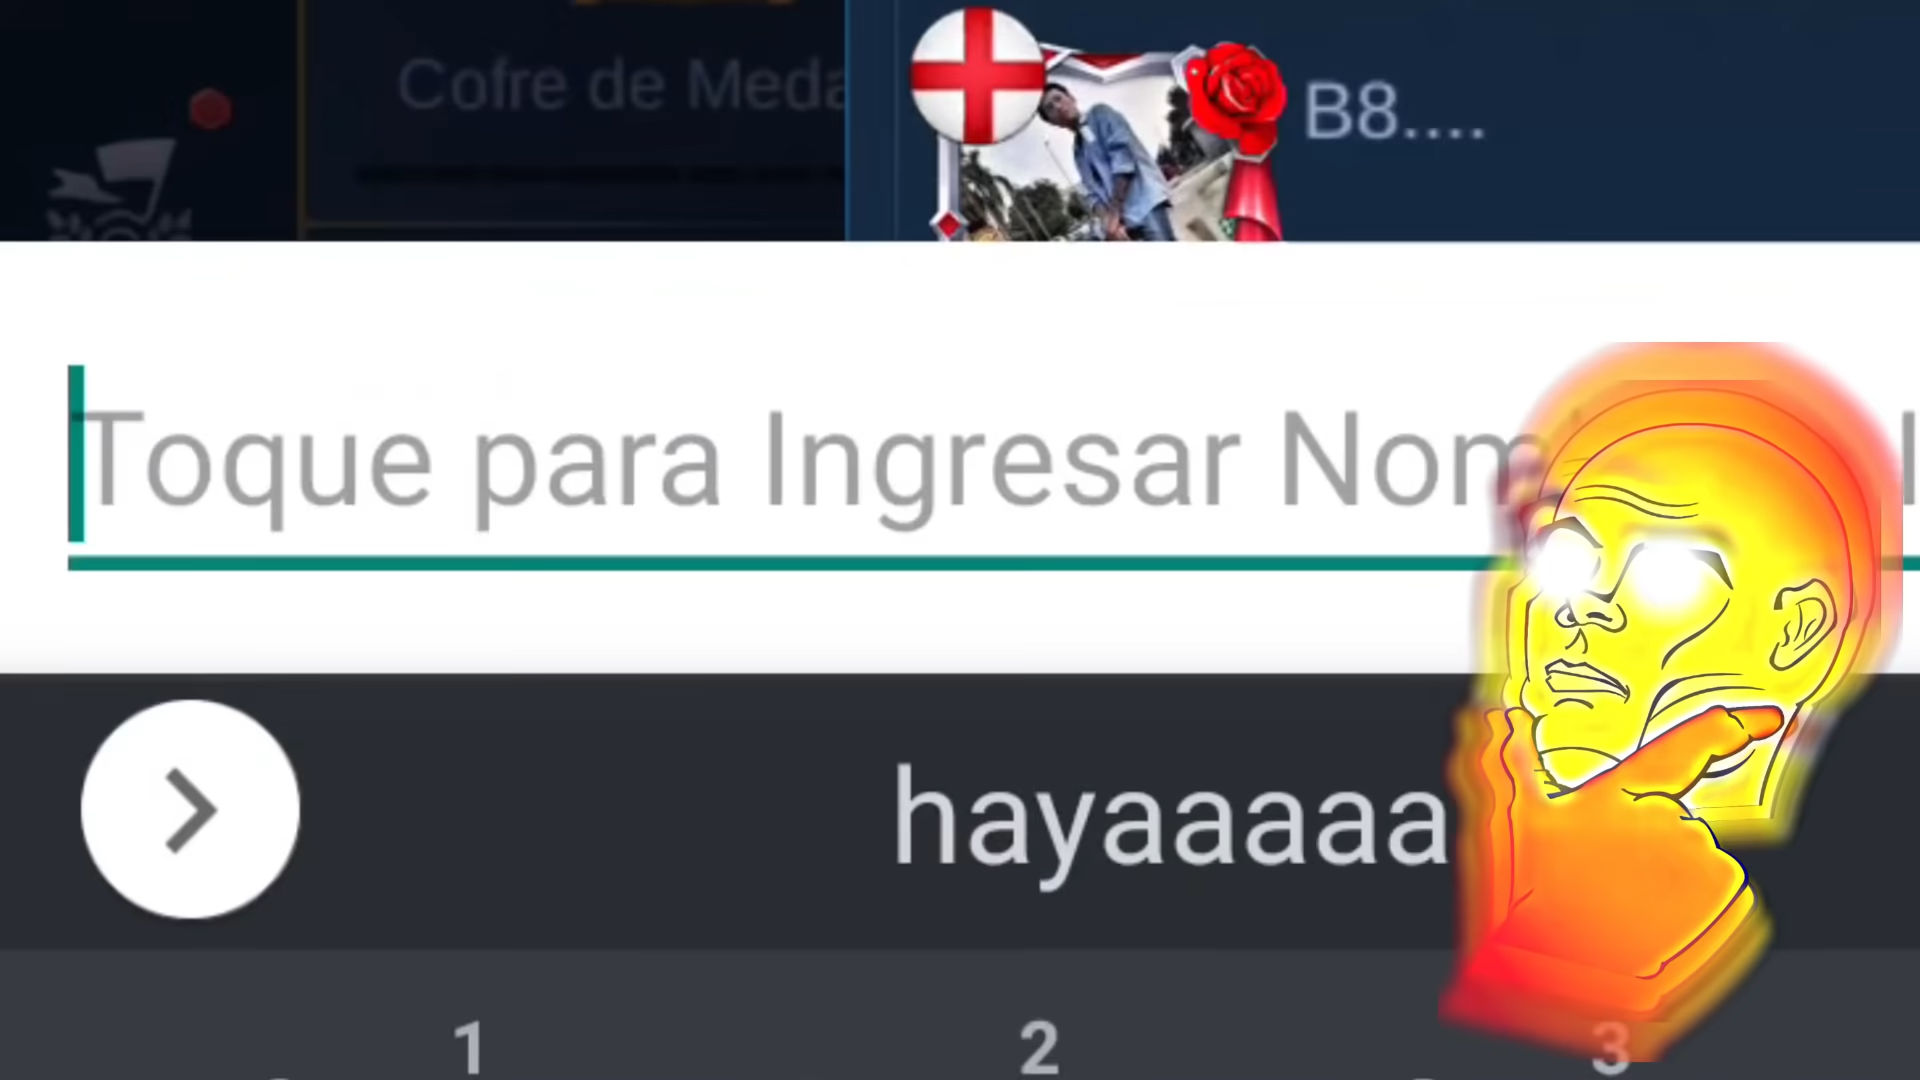 Cofre de Meda
B8....
Toque para Ingresar Nom
hayaaaaa
1 2 3